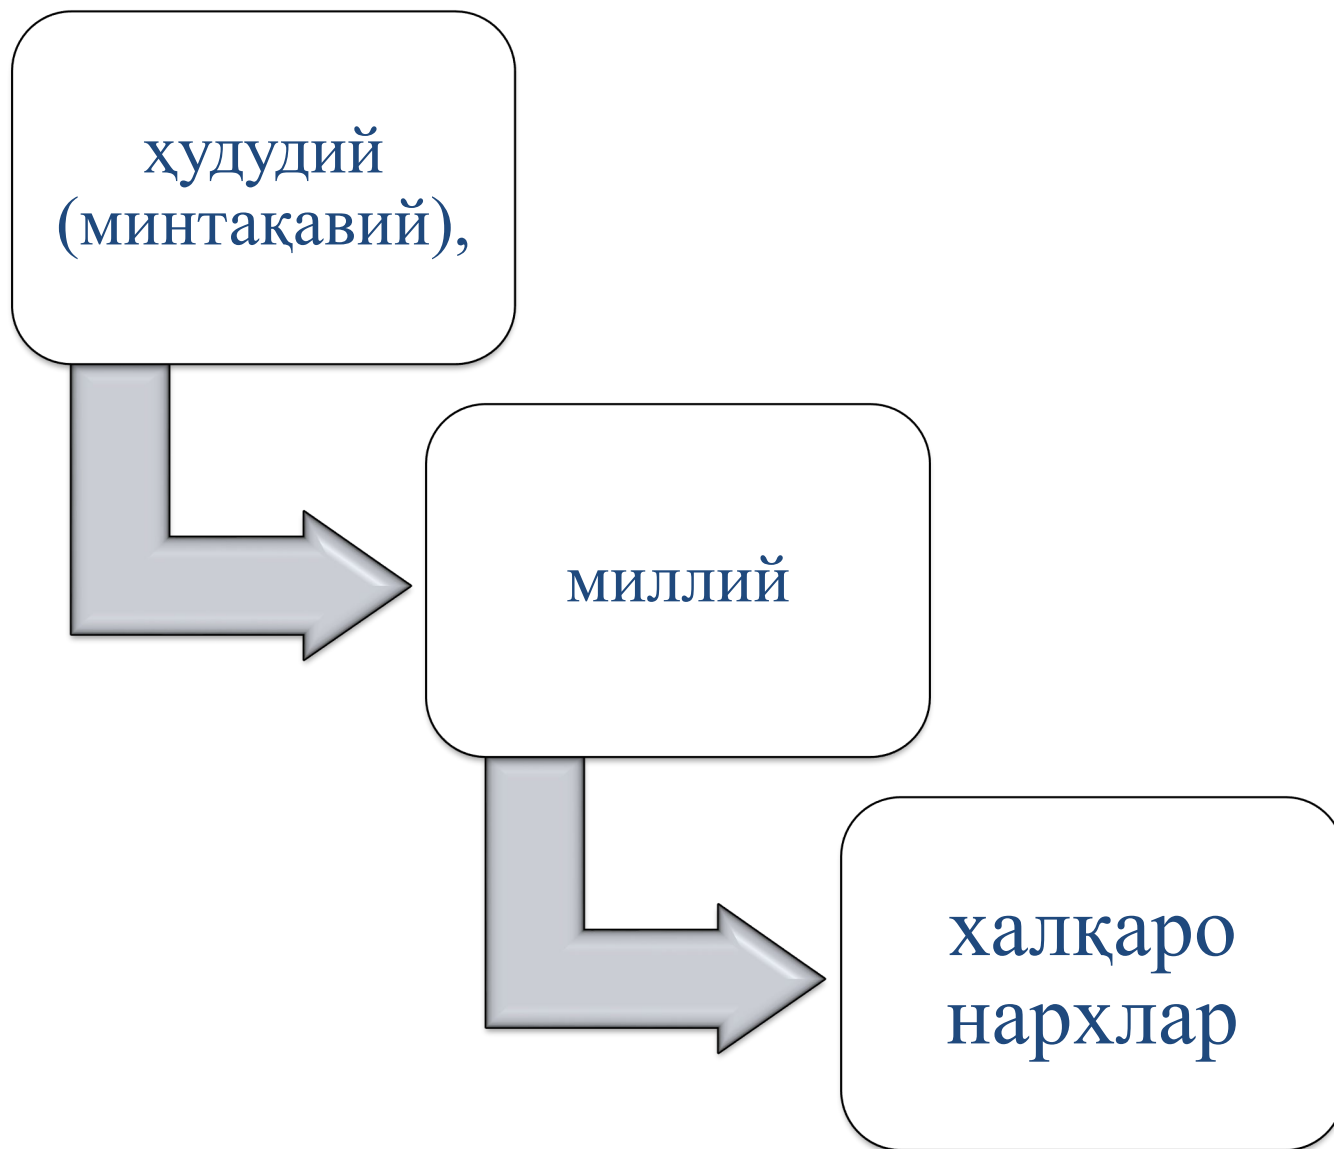 ҳудудий
(минтақавий),
миллий
халқаро
нархлар